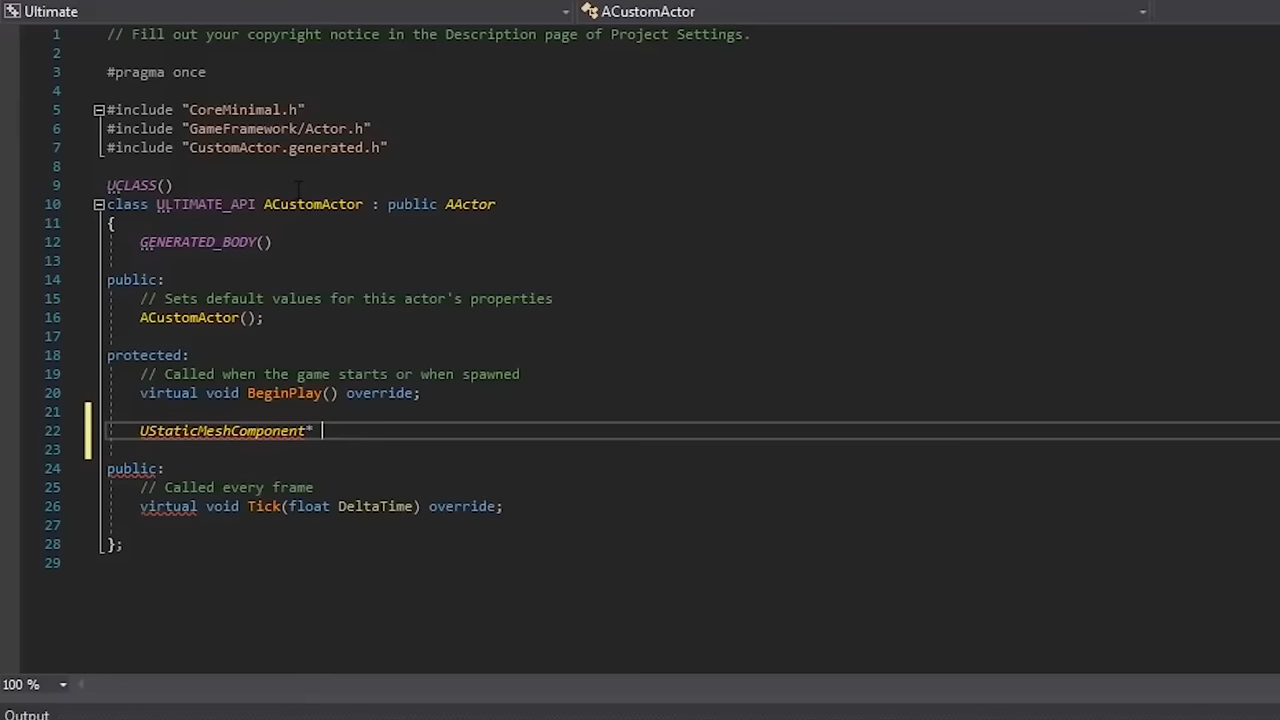 Ultimate ACustomActor
1 // Fill out your copyright notice in the Description page of Project Settings.
2
3 #pragma once
4
5 #include "CoreMinimal.h"
6 #include "GameFramework/Actor.h"
7 #include "CustomActor.generated.h"
8
9 UCLASS()
10 class ULTIMATE_API ACustomActor : public AActor
11 {
12 GENERATED_BODY()
13
14 public:
15 // Sets default values for this actor's properties
16 ACustomActor();
17
18 protected:
19 // Called when the game starts or when spawned
20 virtual void BeginPlay() override;
21
22 UStaticMeshComponent*
23
24 public:
25 // Called every frame
26 virtual void Tick(float DeltaTime) override;
27
28 };
29
100 %
Output